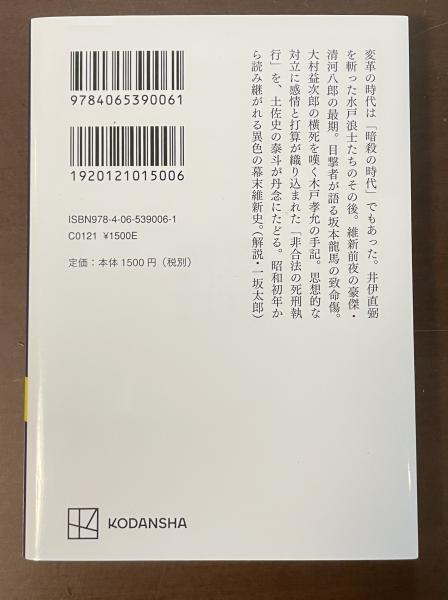 変革の時代は「暗殺の時代」でもあった。井伊直弼
を斬った水戸浪士たちのその後。維新前夜の豪傑・
清河八郎の最期。目撃者が語る坂本龍馬の致命傷。
大村益次郎の横死を嘆く木戸孝允の手記。思想的な
対立に感情と打算が織り込まれた「非合法の死刑執
行」を、土佐史の泰斗が丹念にたどる。昭和初年か
ら読み継がれる異色の幕末維新史。(解説・一坂太郎)
9784065390061
1920121015006
ISBN978-4-06-539006-1
C0121 ¥1500E
定価:本体1500円(税別)
KODANSHA